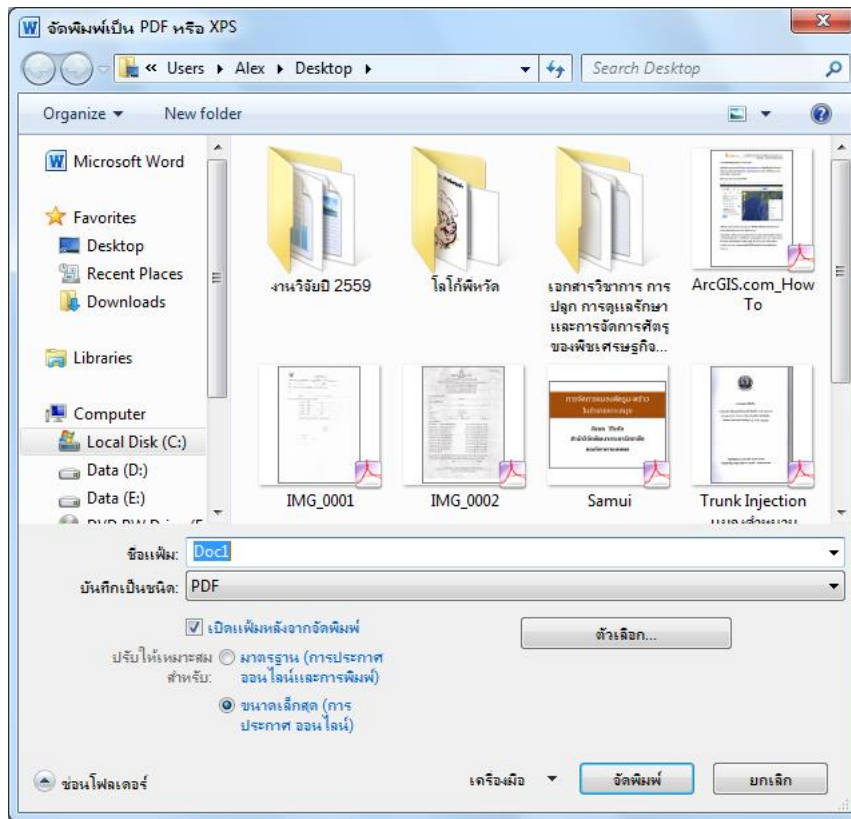 จัดพิมพ์เป็น PDF หรือ XPS
« Users Alex Desktop
Search Desktop
Organize
New folder
Microsoft Word
Favorites
Desktop
Recent Places
Downloads
Libraries
Computer
Local Disk (C:)
Data (D:)
Data (E:)
งานวิจัยปี 2559
โลโก้พี่หวัด
เอกสารวิชาการ การ
ปลูก การดูแลรักษา
และการจัดการศัตรู
ของพืชเศรษฐกิจ...
ArcGIS.com_How
To
IMG_0001
IMG_0002
Samui
Trunk Injection
ชื่อแฟ้ม:
Doc1
บันทึกเป็นชนิด:
PDF
เปิดแฟ้มหลังจากจัดพิมพ์
ปรับให้เหมาะสม
สำหรับ:
มาตรฐาน (การประกาศ
ออนไลน์และการพิมพ์)
ขนาดเล็กสุด (การ
ประกาศ ออนไลน์)
ตัวเลือก...
ซ่อนโฟลเดอร์
เครื่องมือ
จัดพิมพ์
ยกเลิก